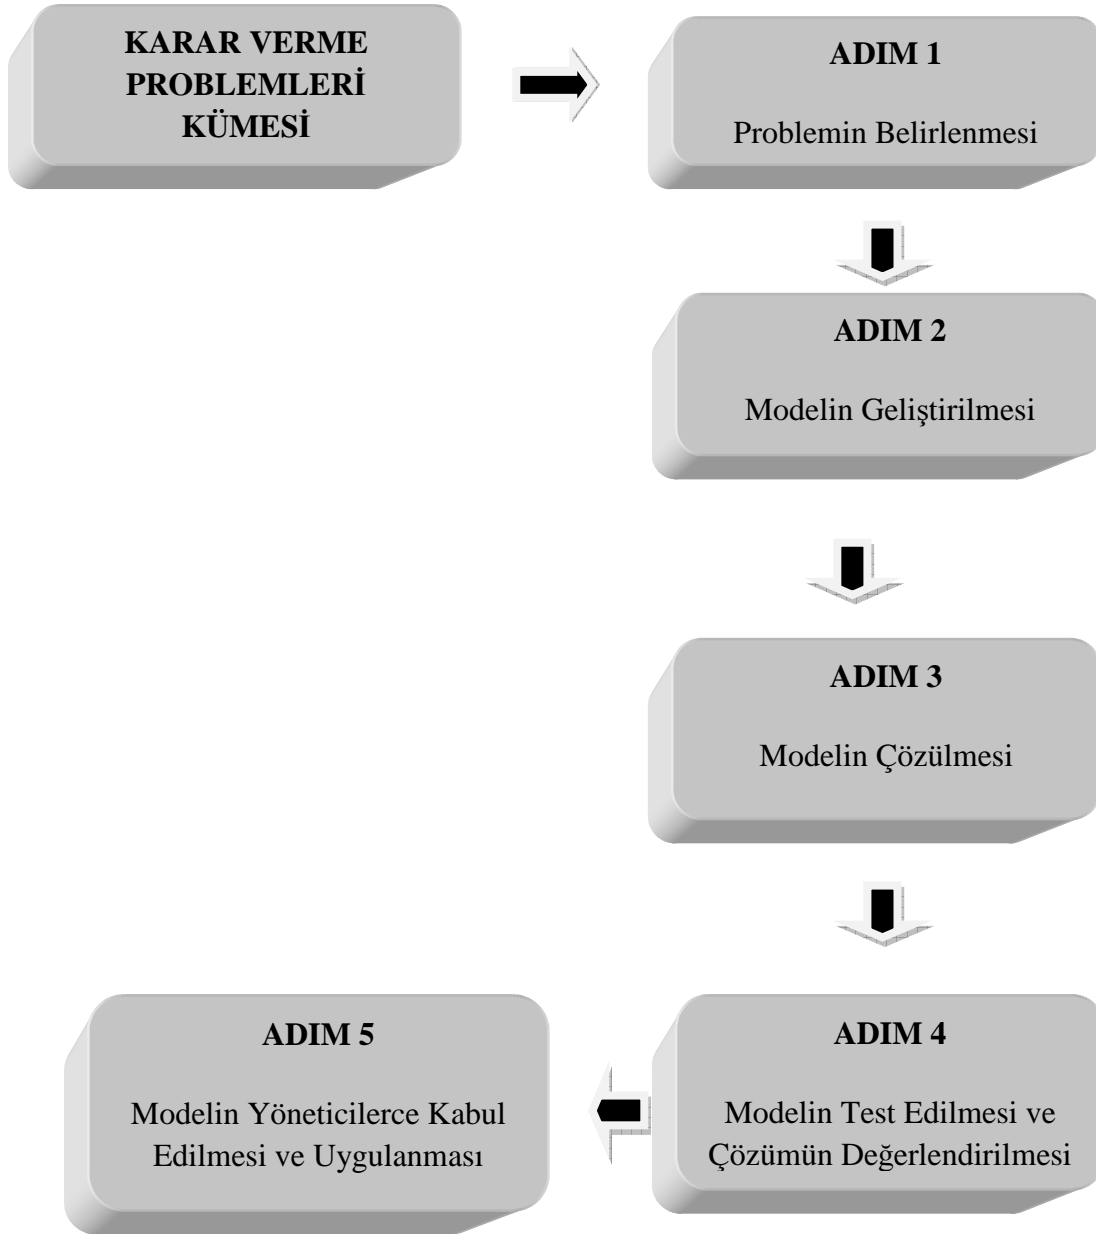 KARAR VERME
PROBLEMLERİ
KÜMESİ
ADIM 1
Problemin Belirlenmesi
ADIM 2
Modelin Geliştirilmesi
ADIM 3
Modelin Çözülmesi
ADIM 4
Modelin Test Edilmesi ve
Çözümün Değerlendirilmesi
ADIM 5
Modelin Yöneticilerce Kabul
Edilmesi ve Uygulanması